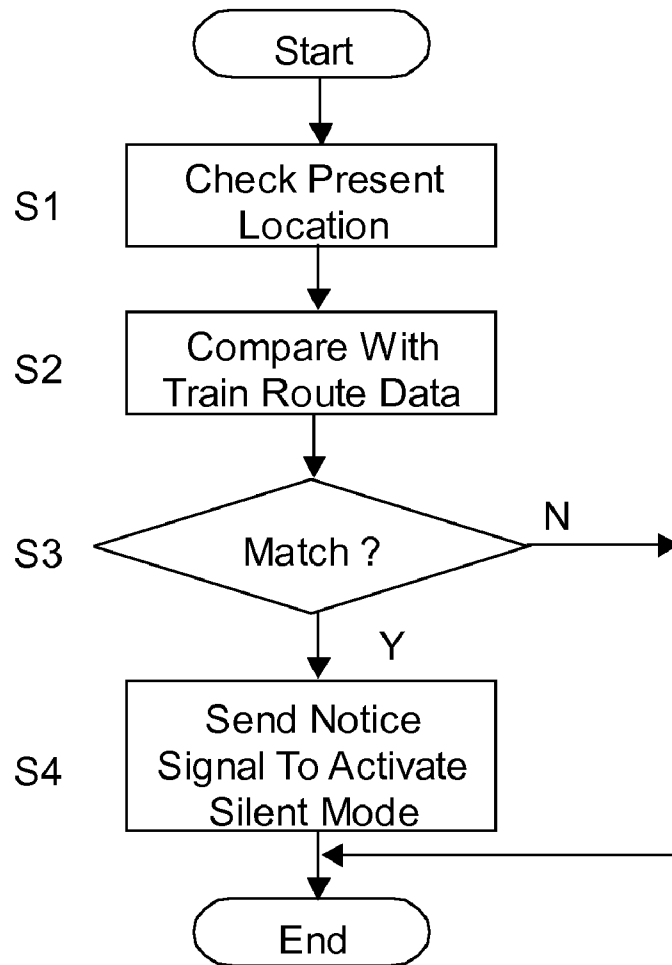 Start
S1
Check Present
Location
S2
Compare With
Train Route Data
S3
Match ?
N
Y
S4
Send Notice
Signal To Activate
Silent Mode
End